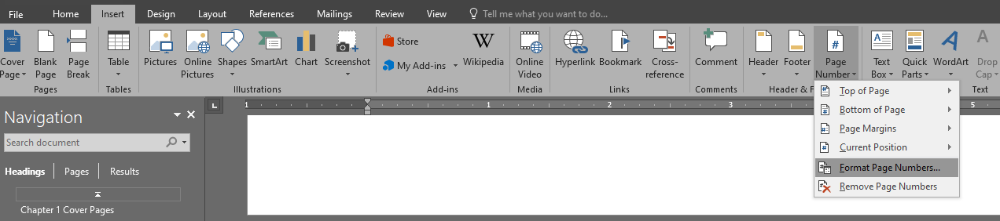 File Home Insert Design Layout References Mailings Review View Tell me what you want to do...
Cover Page
Blank Page
Page Break
Pages
Table
Tables
Pictures
Online Pictures
Shapes
SmartArt
Chart
Screenshot
Illustrations
Store
My Add-ins
W
Wikipedia
Add-ins
Online Video
Media
Hyperlink
Bookmark
Cross-reference
Links
Comment
Comments
Header
Footer
# Page Number
Header & F
A Text Box
Quick Parts
A WordArt
A Drop Cap
Text
Top of Page
Bottom of Page
Page Margins
Current Position
Format Page Numbers...
Remove Page Numbers
L 1 1 2 3 5
Navigation
Search document
Headings Pages Results
Chapter 1 Cover Pages